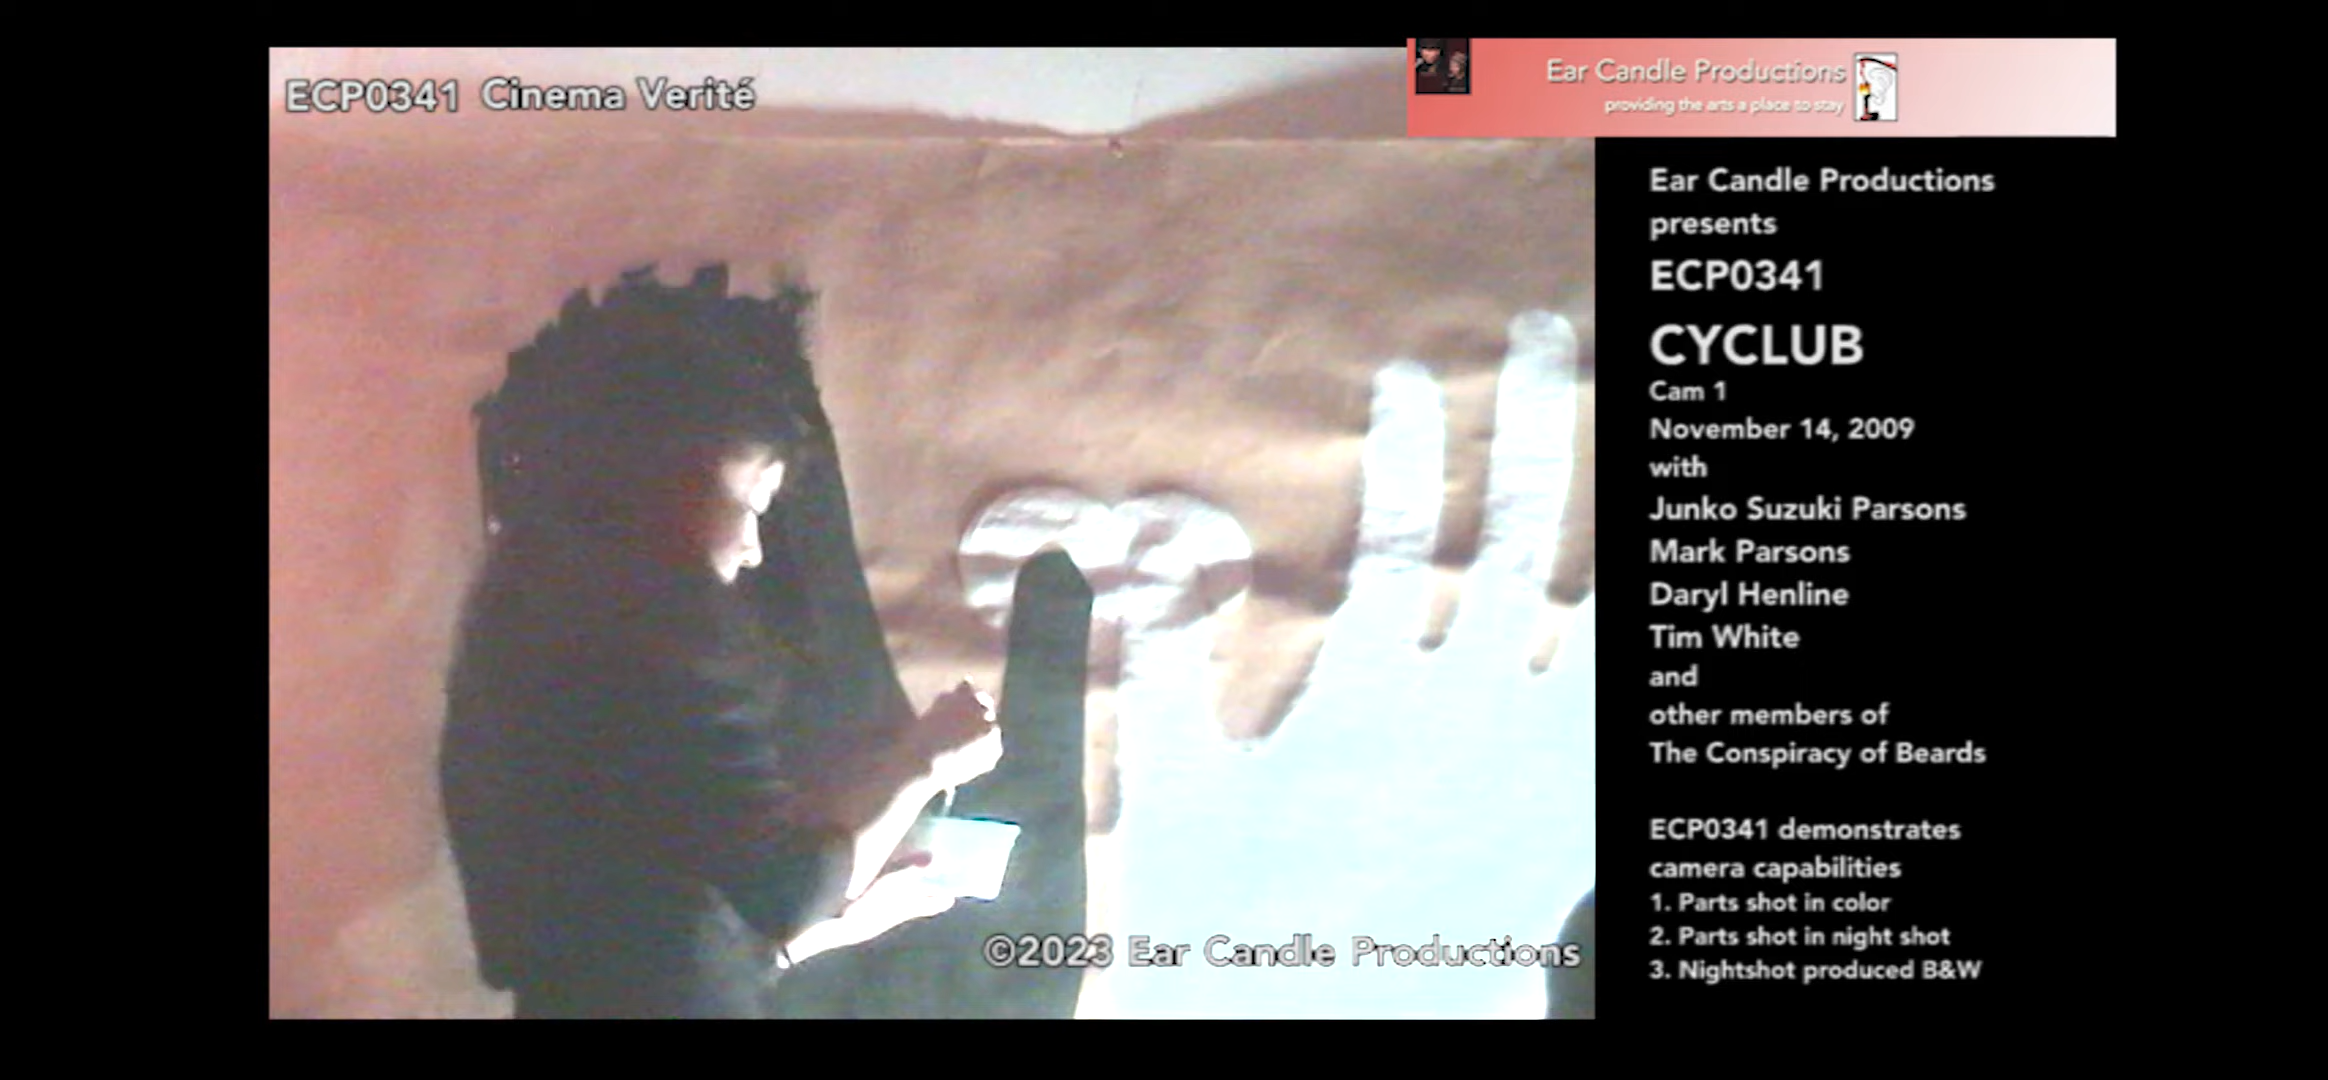 ECP0341 Cinema Verité
Ear Candle Productions
providing the arts a place to stay
Ear Candle Productions
presents
ECP0341
CYCLUB
Cam 1
November 14, 2009
with
Junko Suzuki Parsons
Mark Parsons
Daryl Henline
Tim White
and
other members of
The Conspiracy of Beards
ECP0341 demonstrates
camera capabilities
1. Parts shot in color
2. Parts shot in night shot
3. Nightshot produced B&W
©2023 Ear Candle Productions